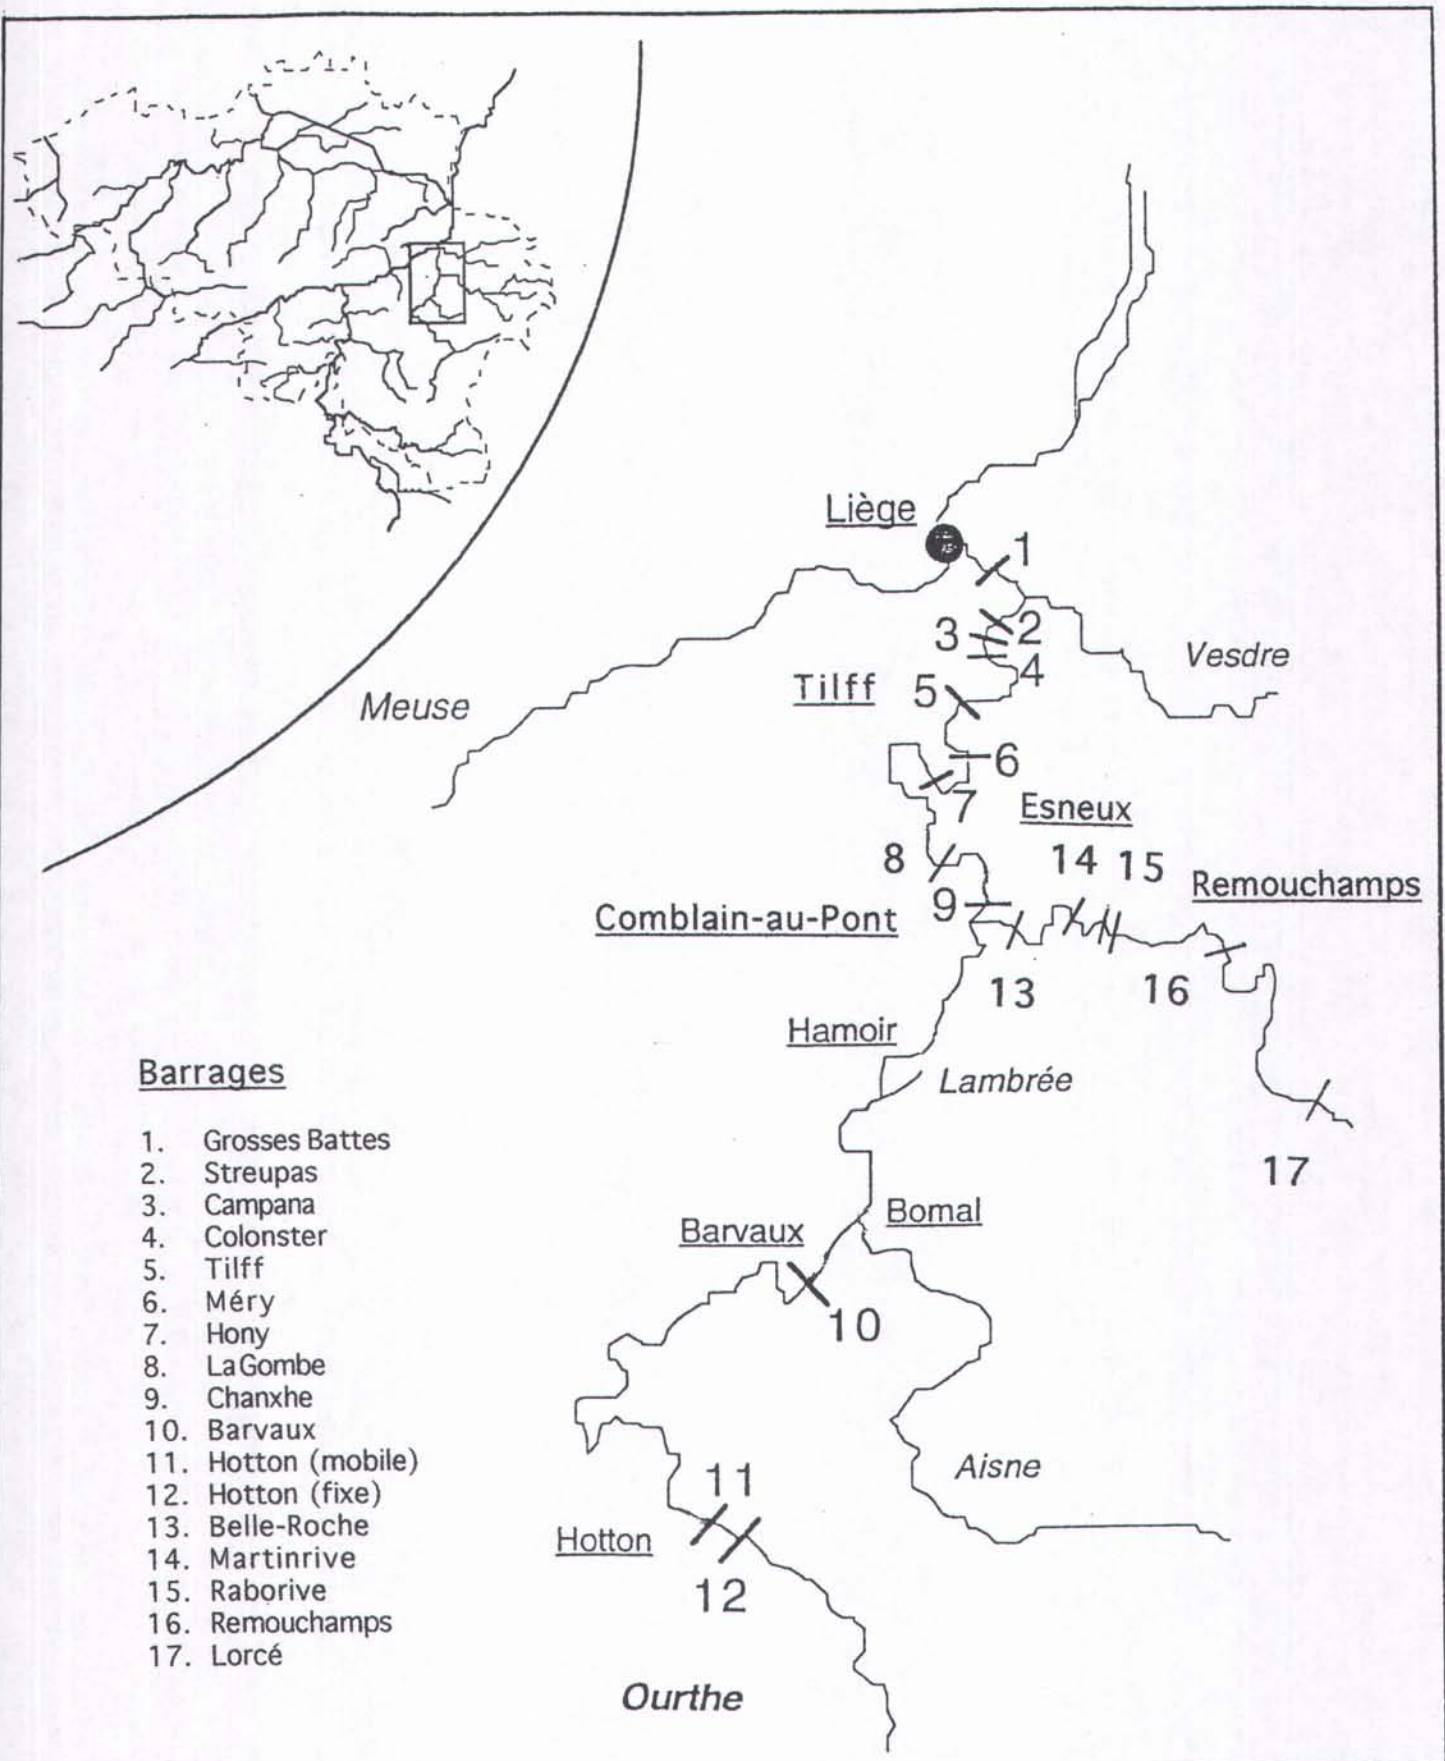 Liège
1
2
3
4
Vesdre
Tilff
5
Meuse
6
7
Esneux
8
14
15
Remouchamps
9
Comblain-au-Pont
13
16
Hamoir
Lambrée
17
Bomal
Barvaux
10
Aisne
11
Hotton
12
Ourthe
Barrages
1. Grosses Battes
2. Streupas
3. Campana
4. Colonster
5. Tilff
6. Méry
7. Hony
8. La Gombe
9. Chanxhe
10. Barvaux
11. Hotton (mobile)
12. Hotton (fixe)
13. Belle-Roche
14. Martinrive
15. Raborive
16. Remouchamps
17. Lorcé